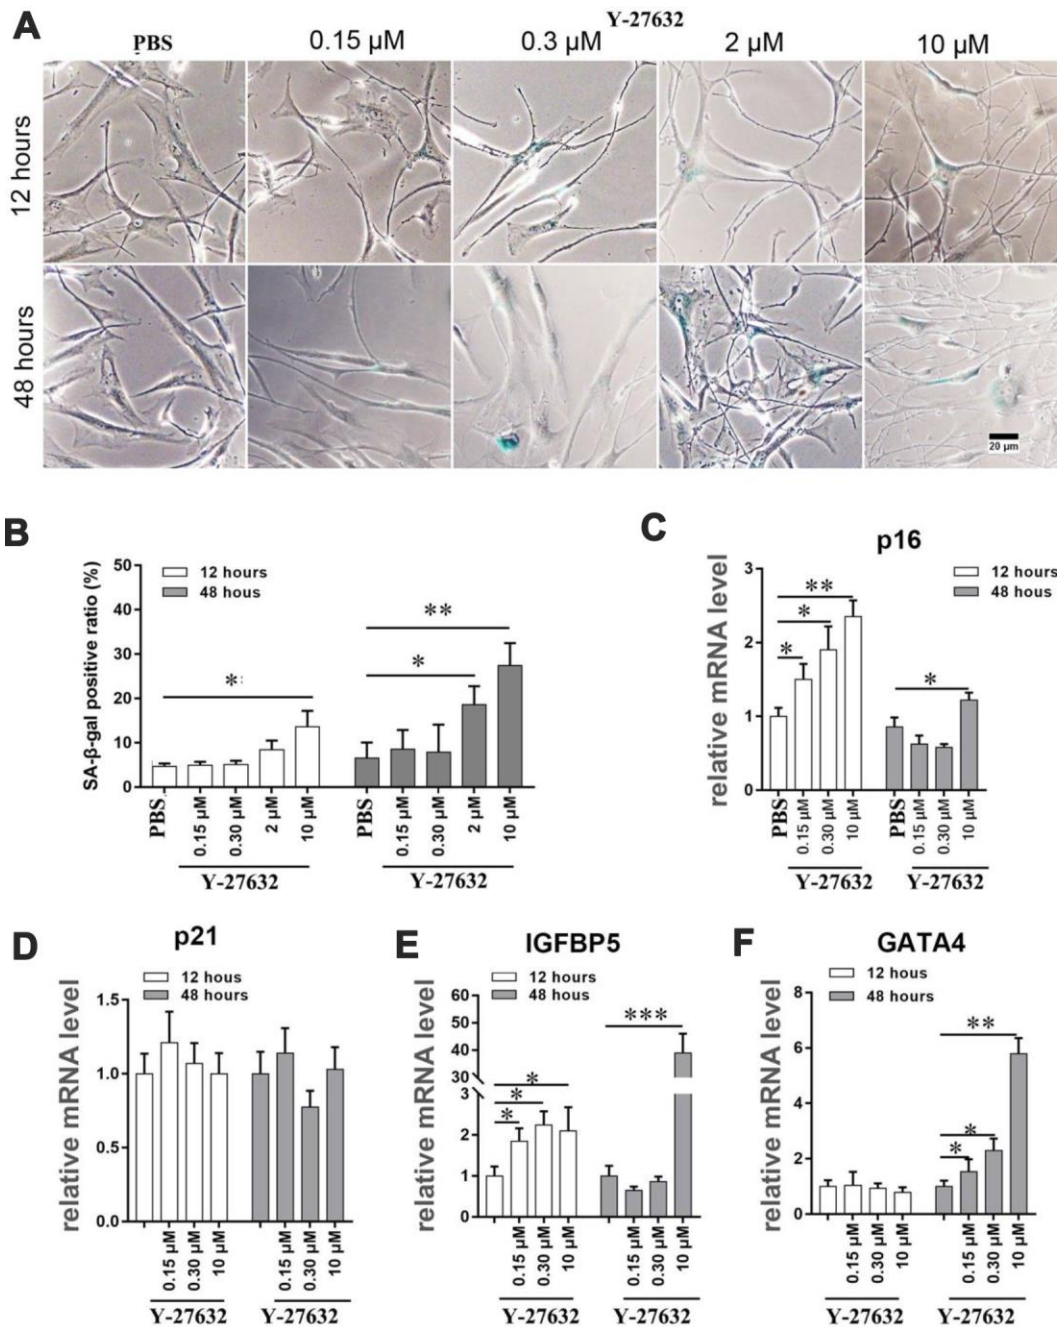 A
Y-27632
PBS
0.15 µM
0.3 µM
2 µM
10 µM
12 hours
48 hours
20 µm
B
SA-β-gal positive ratio (%)
50
40
30
20
10
0
12 hours
48 hous
*
*
**
PBS
0.15 µM
0.30 µM
2 µM
10 µM
PBS
0.15 µM
0.30 µM
2 µM
10 µM
Y-27632
Y-27632
C
p16
relative mRNA level
3
2
1
0
12 hours
48 hous
**
*
*
*
PBS
0.15 µM
0.30 µM
10 µM
PBS
0.15 µM
0.30 µM
10 µM
Y-27632
Y-27632
D
p21
relative mRNA level
12 hous
48 hours
1.5
1.0
0.5
0.0
0.15 µM
0.30 µM
10 µM
0.15 µM
0.30 µM
10 µM
Y-27632
Y-27632
E
IGFBP5
relative mRNA level
12 hours
48 hous
60
50
40
30
3
2
1
0
***
*
*
*
0.15 µM
0.30 µM
10 µM
0.15 µM
0.30 µM
10 µM
Y-27632
Y-27632
F
GATA4
relative mRNA level
12 hous
48 hours
8
6
4
2
0
**
*
*
0.15 µM
0.30 µM
10 µM
0.15 µM
0.30 µM
10 µM
Y-27632
Y-27632